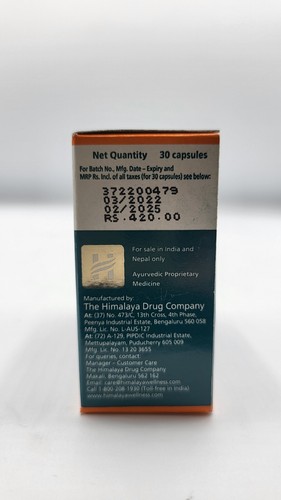 Net Quantity 30 capsules
For Batch No., Mfg. Date – Expiry and
MRP Rs. Incl. of all taxes (for 30 capsules) see below:
372200479
03/2022
02/2025
RS.420.00
For sale in India and
Nepal only
Ayurvedic Proprietary
Medicine
Manufactured by:
The Himalaya Drug Company
At: (37) No. 473/C, 13th Cross, 4th Phase,
Peenya Industrial Estate, Bengaluru 560 058
Mfg. Lic. No. L-AUS-127
At: (72) A-129, PIPDIC Industrial Estate,
Mettupalayam, Puducherry 605 009
Mfg. Lic. No. 13 20 3655
For queries, contact
Manager - Customer Care
The Himalaya Drug Company
Makali, Bengaluru 562 162
Email: care@himalayawellness.com
Call 1 800 208 1930 (Toll free in India)
www.himalayawellness.com